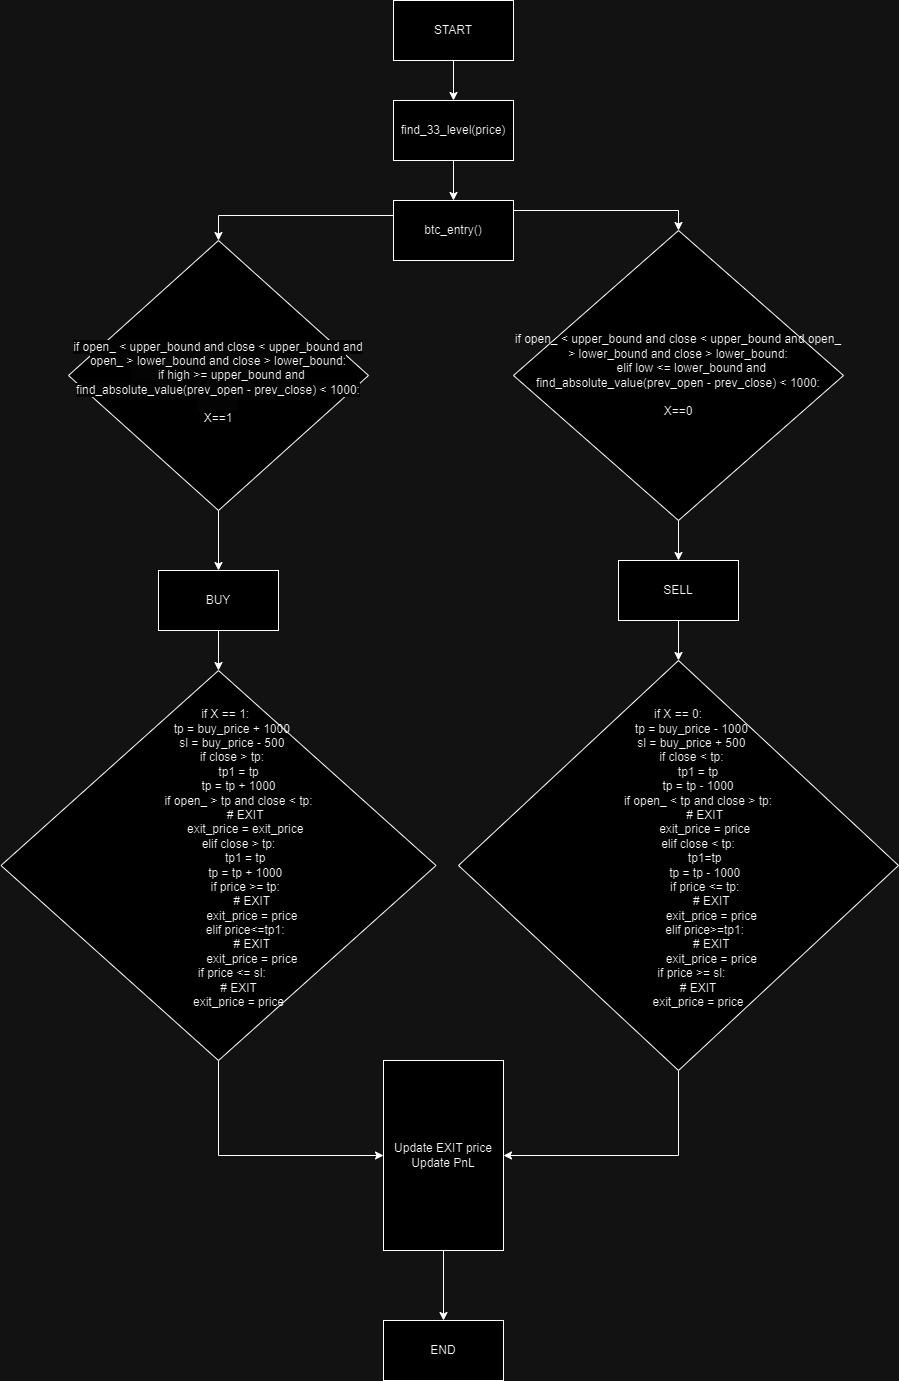 START
find_33_level(price)
btc_entry()
if open_ < upper_bound and close < upper_bound and
open_ > lower_bound and close > lower_bound:
if high >= upper_bound and
find_absolute_value(prev_open - prev_close) < 1000:
X==1
if open_ < upper_bound and close < upper_bound and open_
> lower_bound and close > lower_bound:
elif low <= lower_bound and
find_absolute_value(prev_open - prev_close) < 1000:
X==0
BUY
SELL
if X == 1:
tp = buy_price + 1000
sl = buy_price - 500
if close > tp:
tp1 = tp
tp = tp + 1000
if open_ > tp and close < tp:
# EXIT
exit_price = exit_price
elif close > tp:
tp1 = tp
tp = tp + 1000
if price >= tp:
# EXIT
exit_price = price
elif price<=tp1:
# EXIT
exit_price = price
if price <= sl:
# EXIT
exit_price = price
if X == 0:
tp = buy_price - 1000
sl = buy_price + 500
if close < tp:
tp1 = tp
tp = tp - 1000
if open_ < tp and close > tp:
# EXIT
exit_price = price
elif close < tp:
tp1=tp
tp = tp - 1000
if price <= tp:
# EXIT
exit_price = price
elif price>=tp1:
# EXIT
exit_price = price
if price >= sl:
# EXIT
exit_price = price
Update EXIT price
Update PnL
END